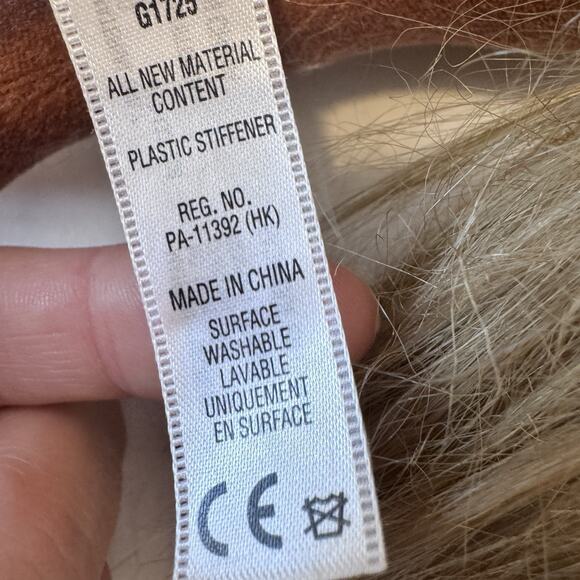 G1725
ALL NEW MATERIAL
CONTENT
PLASTIC STIFFENER
REG. NO.
PA-11392 (HK)
MADE IN CHINA
SURFACE
WASHABLE
LAVABLE
UNIQUEMENT
EN SURFACE
CE